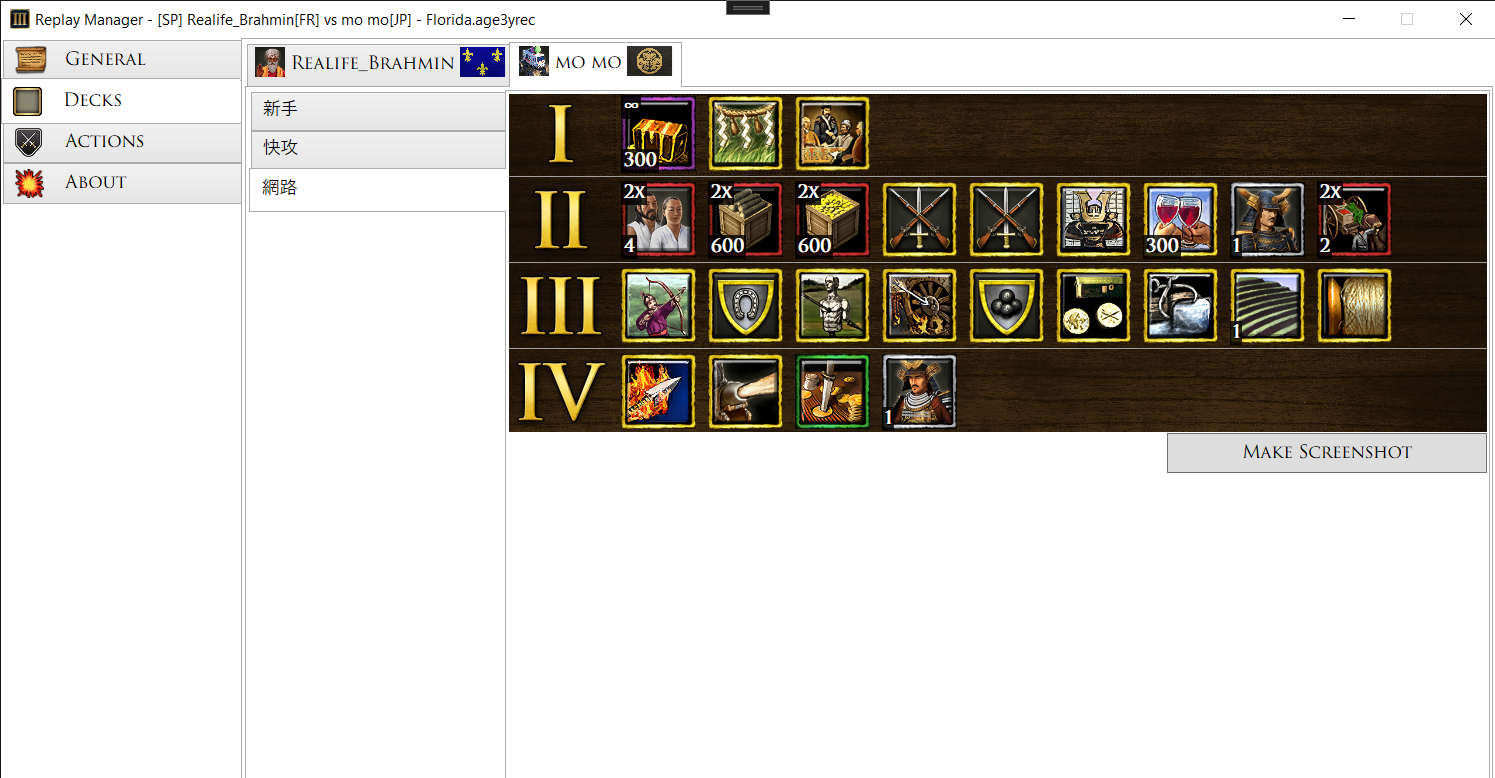 Replay Manager - [SP] Realife_Brahmin[FR] vs mo mo[JP] - Florida.age3yrec
General
Decks
Actions
About
Realife_Brahmin
mo mo
新手
快攻
網路
I
∞
300
II
2x 2x 2x 2x
4 600 600 300 1 2
III
1
IV
1
Make Screenshot